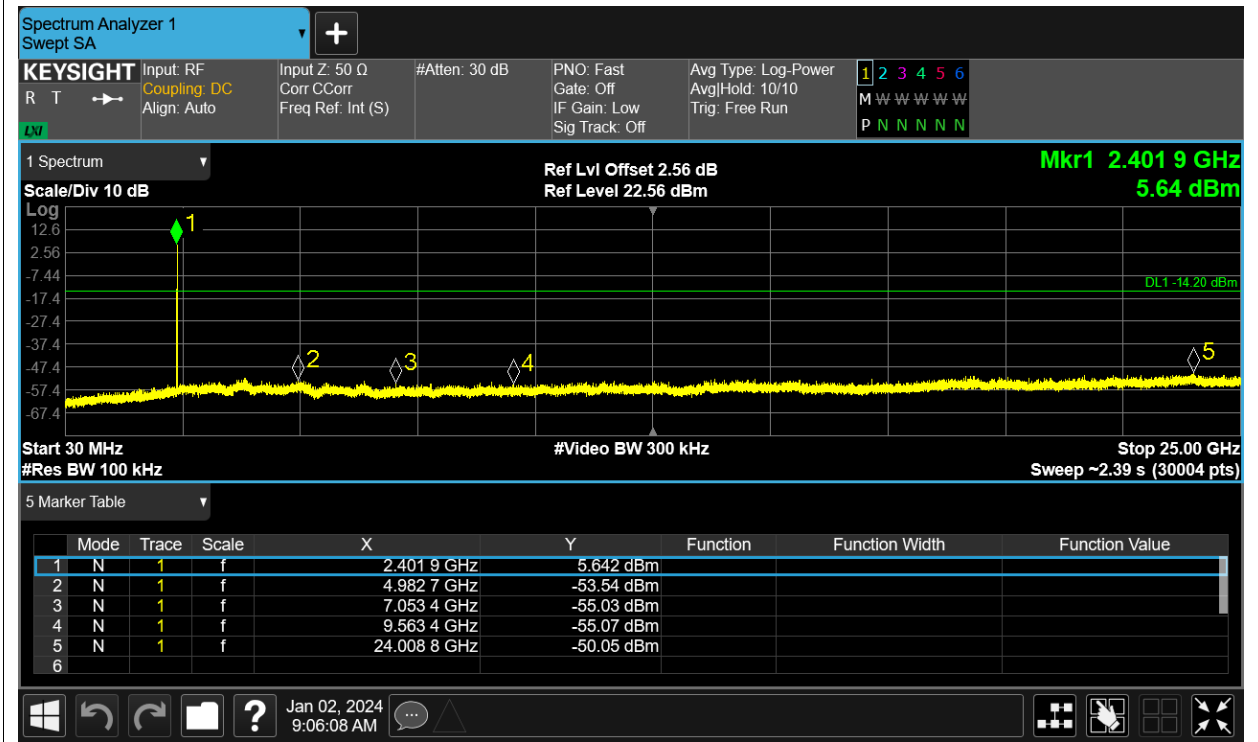 Spectrum Analyzer 1
Swept SA
KEYSIGHT
R T
LXI
Input: RF
Coupling: DC
Align: Auto
Input Z: 50 Ω
Corr CCorr
Freq Ref: Int (S)
#Atten: 30 dB
PNO: Fast
Gate: Off
IF Gain: Low
Sig Track: Off
Avg Type: Log-Power
Avg|Hold: 10/10
Trig: Free Run
1 2 3 4 5 6
M W W W W W
P N N N N N
1 Spectrum
Scale/Div 10 dB
Ref Lvl Offset 2.56 dB
Ref Level 22.56 dBm
Mkr1 2.401 9 GHz
5.64 dBm
Log
12.6
2.56
-7.44
-17.4
-27.4
-37.4
-47.4
-57.4
-67.4
1
2
3
4
5
DL1 -14.20 dBm
Start 30 MHz
#Video BW 300 kHz
Stop 25.00 GHz
#Res BW 100 kHz
Sweep ~2.39 s (30004 pts)
5 Marker Table
Mode Trace Scale X Y Function Function Width Function Value
1 N 1 f 2.401 9 GHz 5.642 dBm
2 N 1 f 4.982 7 GHz -53.54 dBm
3 N 1 f 7.053 4 GHz -55.03 dBm
4 N 1 f 9.563 4 GHz -55.07 dBm
5 N 1 f 24.008 8 GHz -50.05 dBm
6
?
Jan 02, 2024
9:06:08 AM